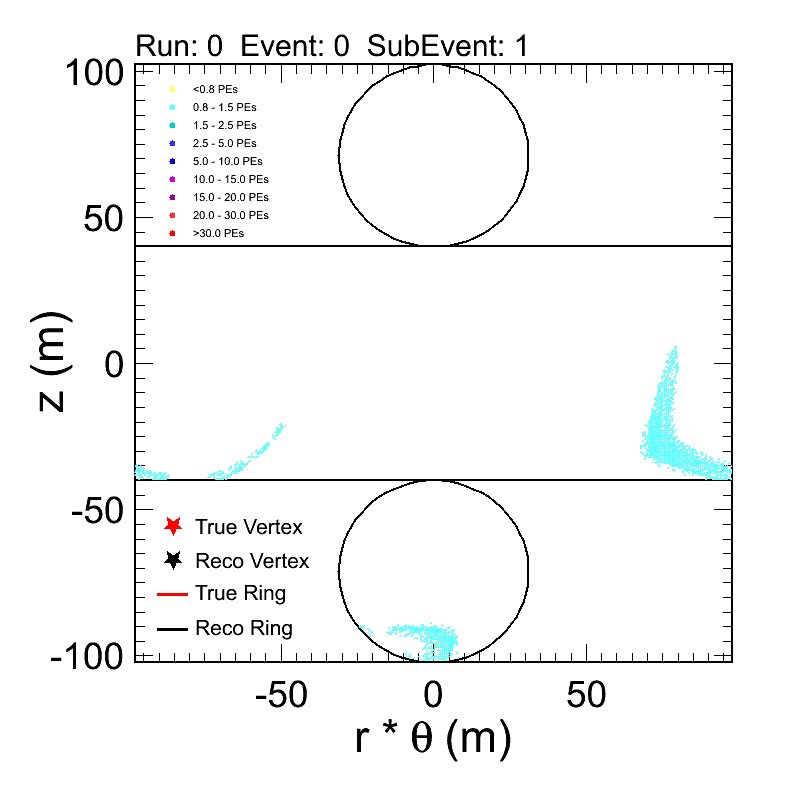 Run: 0 Event: 0 SubEvent: 1
100
<0.8 PEs
0.8 - 1.5 PEs
1.5 - 2.5 PEs
2.5 - 5.0 PEs
5.0 - 10.0 PEs
10.0 - 15.0 PEs
15.0 - 20.0 PEs
20.0 - 30.0 PEs
>30.0 PEs
50
0
z (m)
-50
True Vertex
Reco Vertex
True Ring
Reco Ring
-100
-50 0 50
r * θ (m)